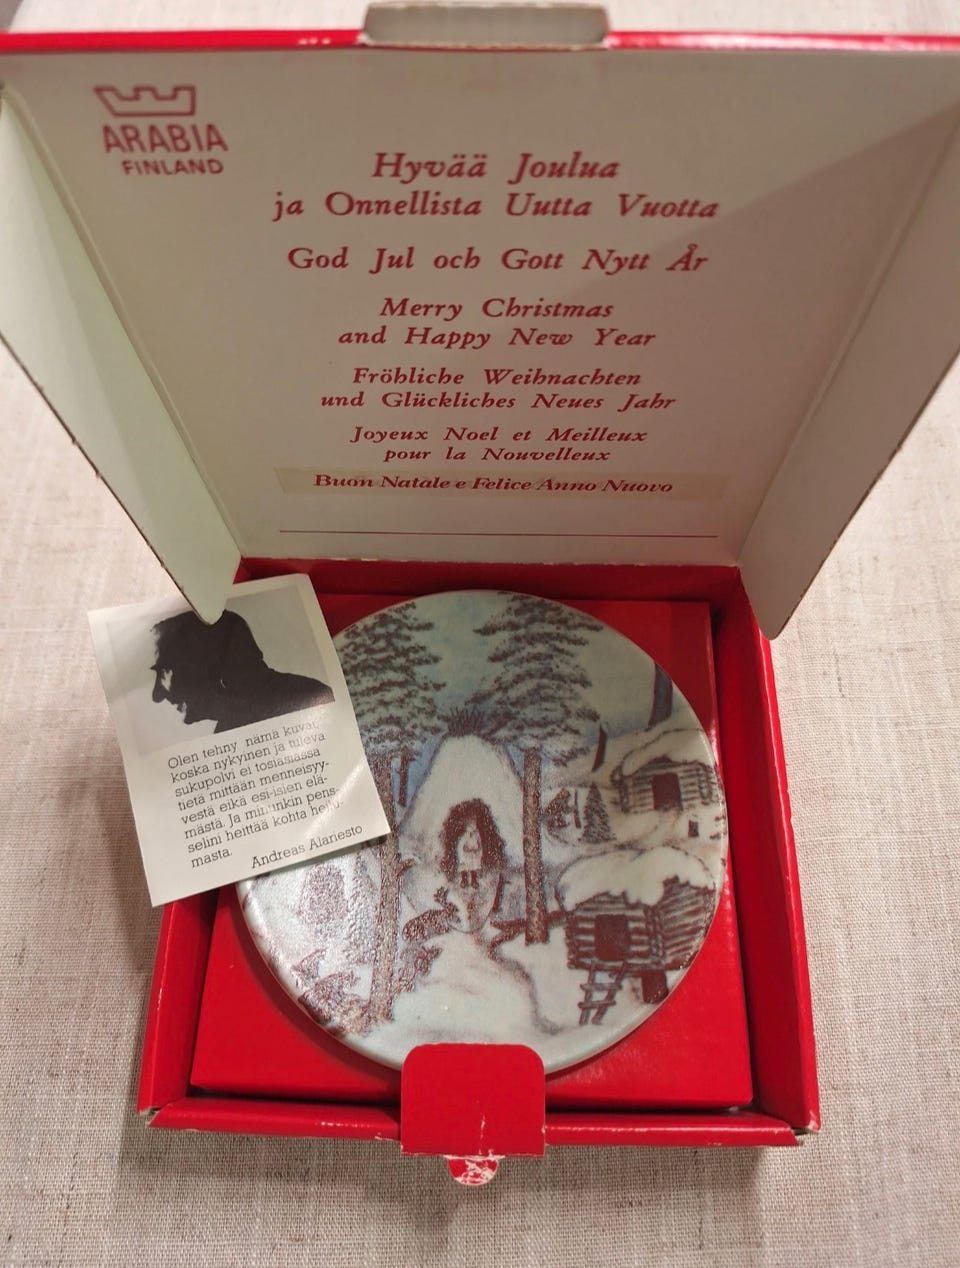 ARABIA
FINLAND
Hyvää Joulua
ja Onnellista Uutta Vuotta
God Jul och Gott Nytt År
Merry Christmas
and Happy New Year
Fröhliche Weihnachten
und Glückliches Neues Jahr
Joyeux Noel et Meilleux
pour la Nouvelleux
Buon Natale e Felice Anno Nuovo
Olen tehny nämä kuvat,
koska nykyinen ja tuleva
sukupolvi ei tosiasiassa
tietä mittään menneisyy-
vestä eikä esi-isien elä-
mästä. Ja minunkin pens-
selini heittää kohta heilu-
masta.
Andreas Alariesto